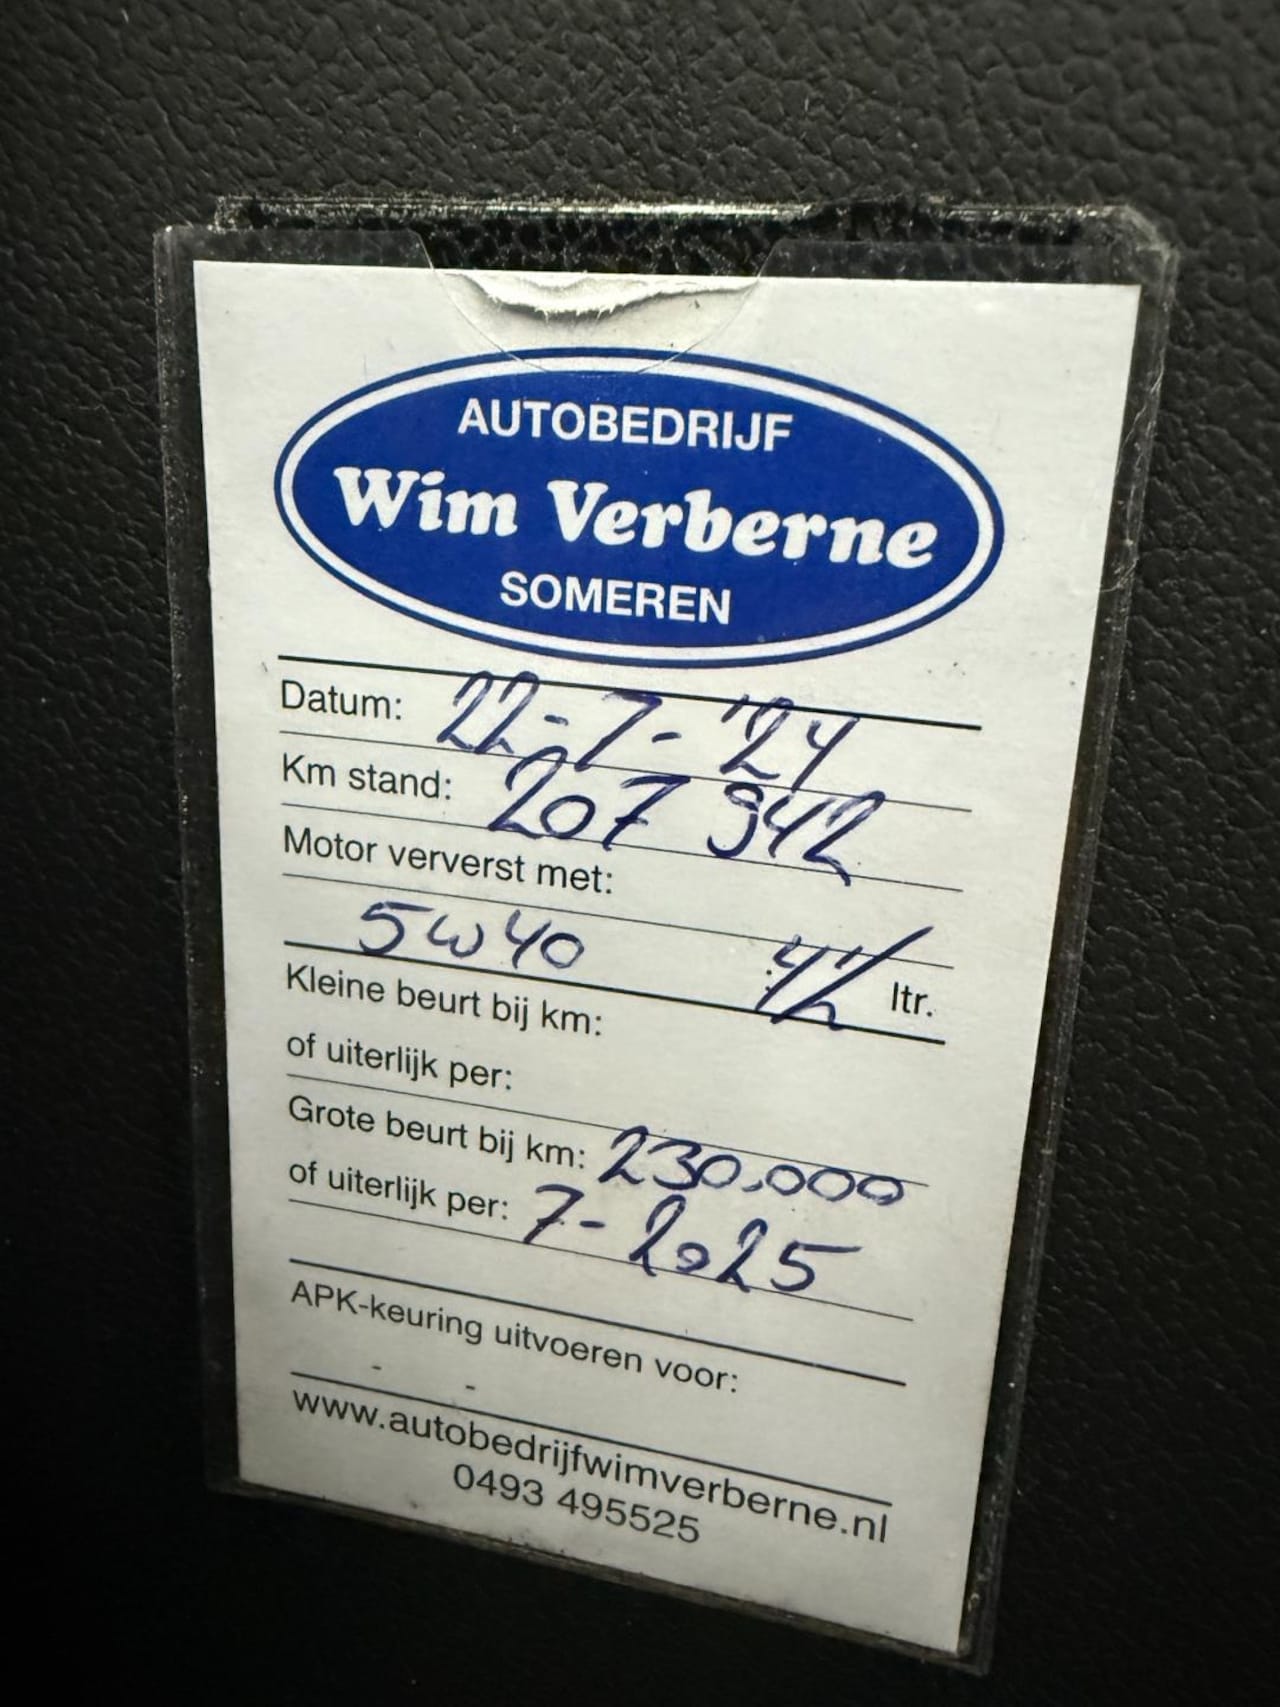 AUTOBEDRIJF
Wim Verberne
SOMEREN
Datum: 22-7-'24
Km stand: 207 942
Motor ververst met:
5W40 ltr.
Kleine beurt bij km:
of uiterlijk per:
Grote beurt bij km: 230.000
of uiterlijk per: 7-2025
APK-keuring uitvoeren voor:
- -
www.autobedrijfwimverberne.nl
0493 495525